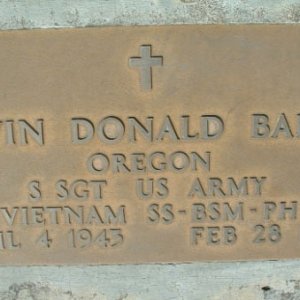 VIN DONALD BA
OREGON
S SGT US ARMY
VIETNAM SS-BSM-PH
IL 4 1943 FEB 28